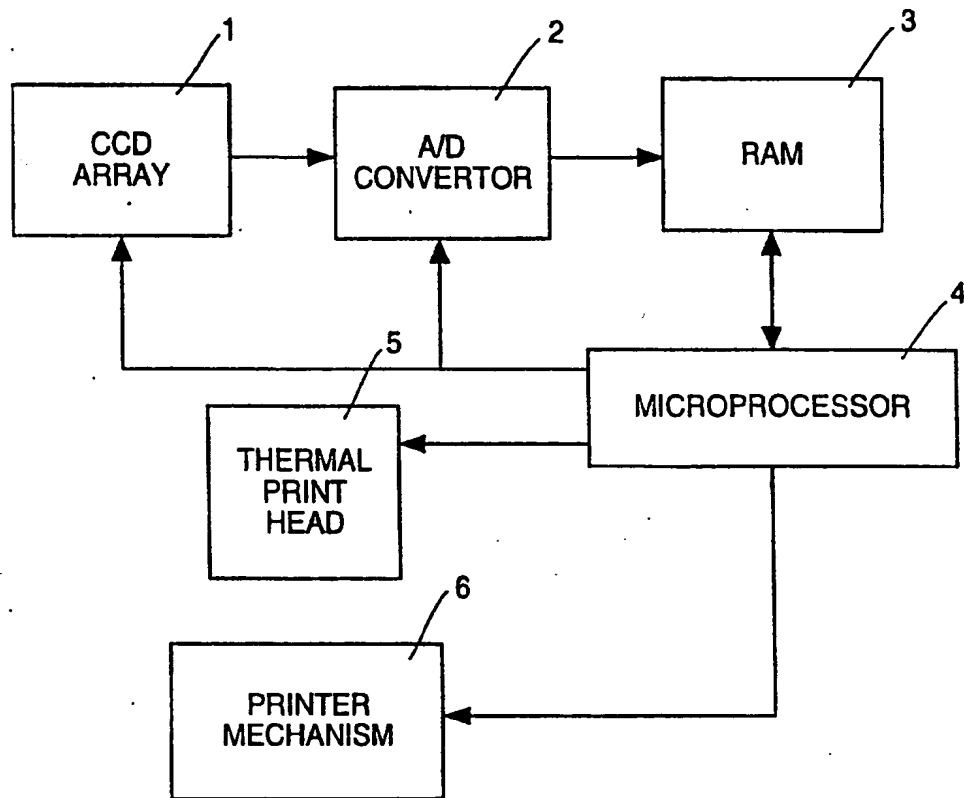 1
2
3
CCD
ARRAY
A/D
CONVERTOR
RAM
4
MICROPROCESSOR
5
THERMAL
PRINT
HEAD
6
PRINTER
MECHANISM